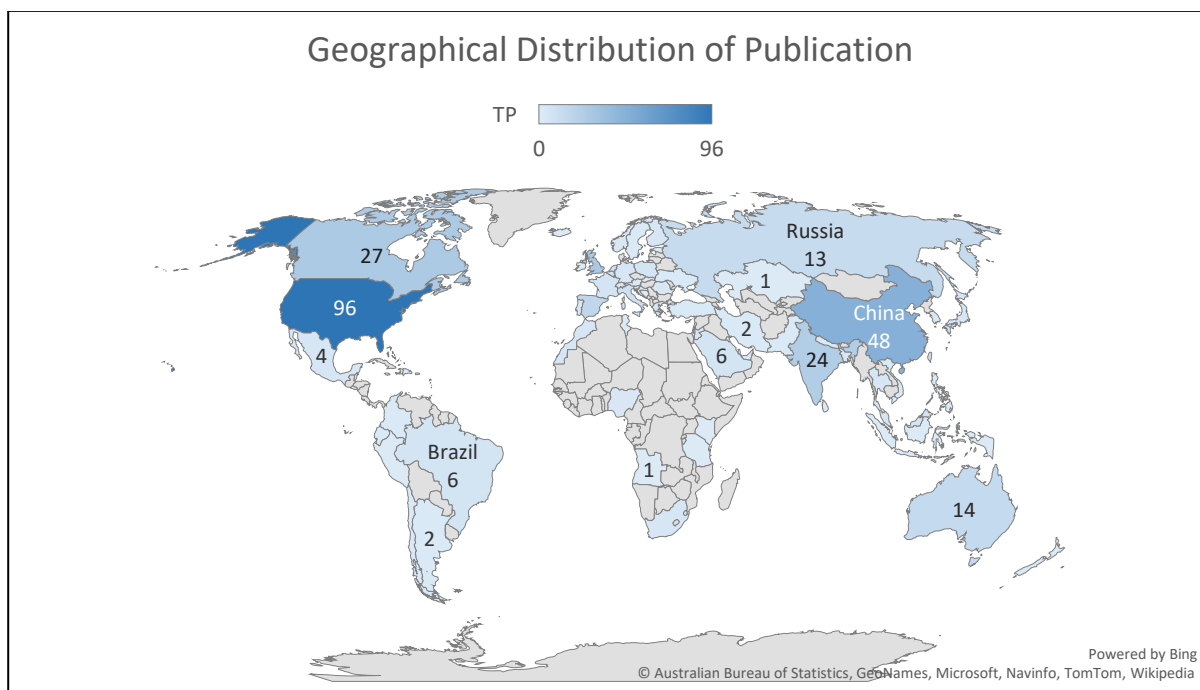 Geographical Distribution of Publication
TP
0 96
Russia
27 13
1
96 China
2 48
4 6 24
Brazil
6 1
14
2
Powered by Bing
© Australian Bureau of Statistics, GeoNames, Microsoft, Navinfo, TomTom, Wikipedia